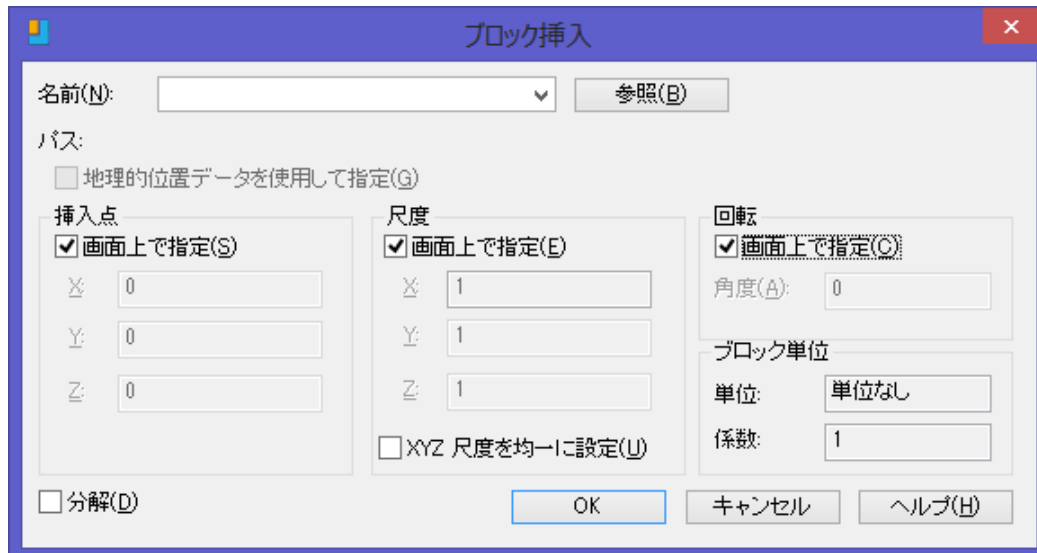 ブロック挿入
名前(N):
参照(B)
パス:
地理的位置データを使用して指定(G)
挿入点
画面上で指定(S)
X: 0
Y: 0
Z: 0
尺度
画面上で指定(E)
X: 1
Y: 1
Z: 1
XYZ 尺度を均一に設定(U)
回転
画面上で指定(C)
角度(A): 0
ブロック単位
単位: 単位なし
係数: 1
分解(D)
OK
キャンセル
ヘルプ(H)